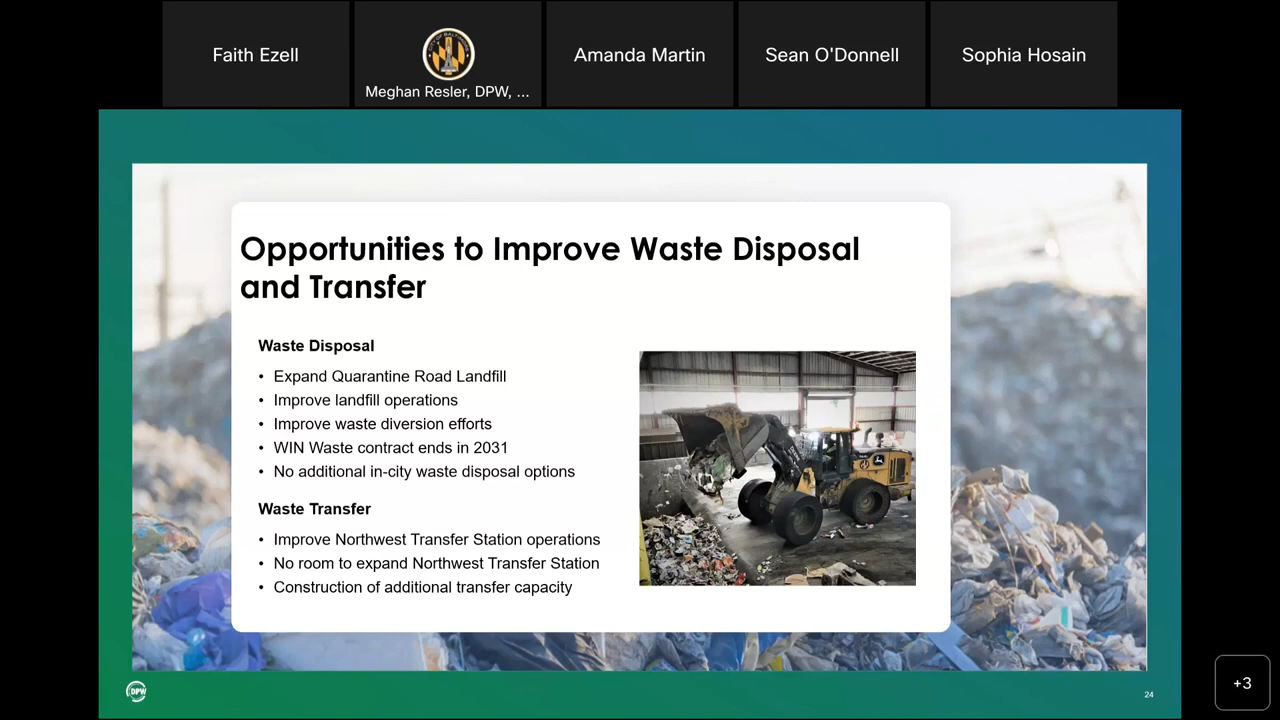 Faith Ezell
Meghan Resler, DPW, ...
Amanda Martin
Sean O'Donnell
Sophia Hosain
Opportunities to Improve Waste Disposal
and Transfer
Waste Disposal
• Expand Quarantine Road Landfill
• Improve landfill operations
• Improve waste diversion efforts
• WIN Waste contract ends in 2031
• No additional in-city waste disposal options
Waste Transfer
• Improve Northwest Transfer Station operations
• No room to expand Northwest Transfer Station
• Construction of additional transfer capacity
DPW
24
+3